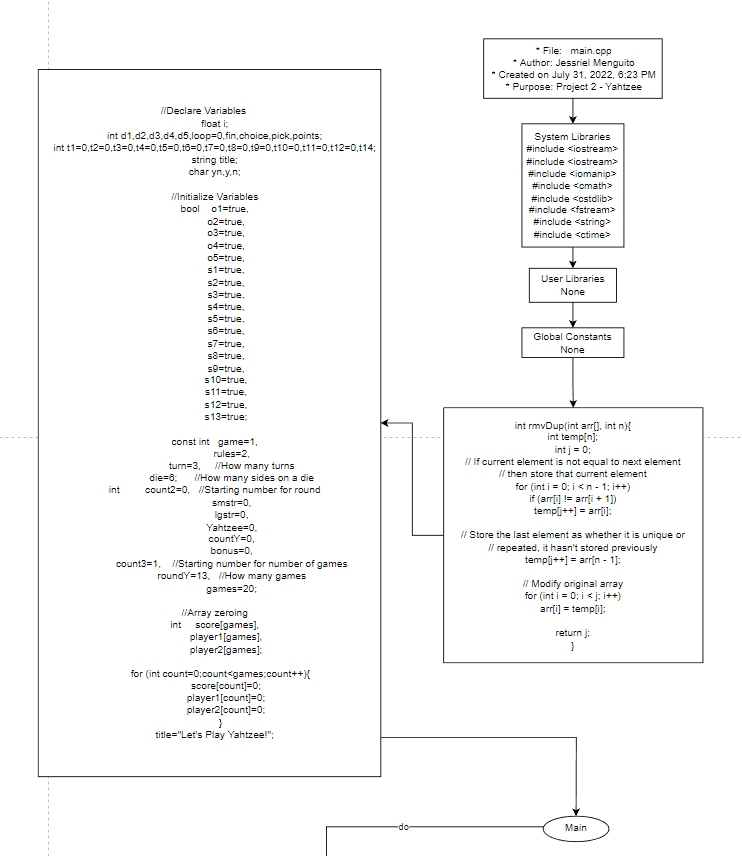 * File:   main.cpp
* Author: Jessriel Menguito
* Created on July 31, 2022, 6:23 PM
* Purpose: Project 2 - Yahtzee
System Libraries
#include <iostream>
#include <iostream>
#include <iomanip>
#include <cmath>
#include <cstdlib>
#include <fstream>
#include <string>
#include <ctime>
User Libraries
None
Global Constants
None
int rmvDup(int arr[], int n){
int temp[n];
int j = 0;
// If current element is not equal to next element
// then store that current element
for (int i = 0; i < n - 1; i++)
if (arr[i] != arr[i + 1])
temp[j++] = arr[i];
// Store the last element as whether it is unique or
// repeated, it hasn't stored previously
temp[j++] = arr[n - 1];
// Modify original array
for (int i = 0; i < j; i++)
arr[i] = temp[i];
return j;
}
//Declare Variables
float i;
int d1,d2,d3,d4,d5,loop=0,fin,choice,pick,points;
int t1=0,t2=0,t3=0,t4=0,t5=0,t6=0,t7=0,t8=0,t9=0,t10=0,t11=0,t12=0,t14;
string title;
char yn,y,n;
//Initialize Variables
bool    o1=true,
o2=true,
o3=true,
o4=true,
o5=true,
s1=true,
s2=true,
s3=true,
s4=true,
s5=true,
s6=true,
s7=true,
s8=true,
s9=true,
s10=true,
s11=true,
s12=true,
s13=true;
const int   game=1,
rules=2,
turn=3,     //How many turns
die=6;      //How many sides on a die
int         count2=0,   //Starting number for round
smstr=0,
lgstr=0,
Yahtzee=0,
countY=0,
bonus=0,
count3=1,    //Starting number for number of games
roundY=13,   //How many games
games=20;
//Array zeroing
int     score[games],
player1[games],
player2[games];
for (int count=0;count<games;count++){
score[count]=0;
player1[count]=0;
player2[count]=0;
}
title="Let's Play Yahtzee!";
Main
do